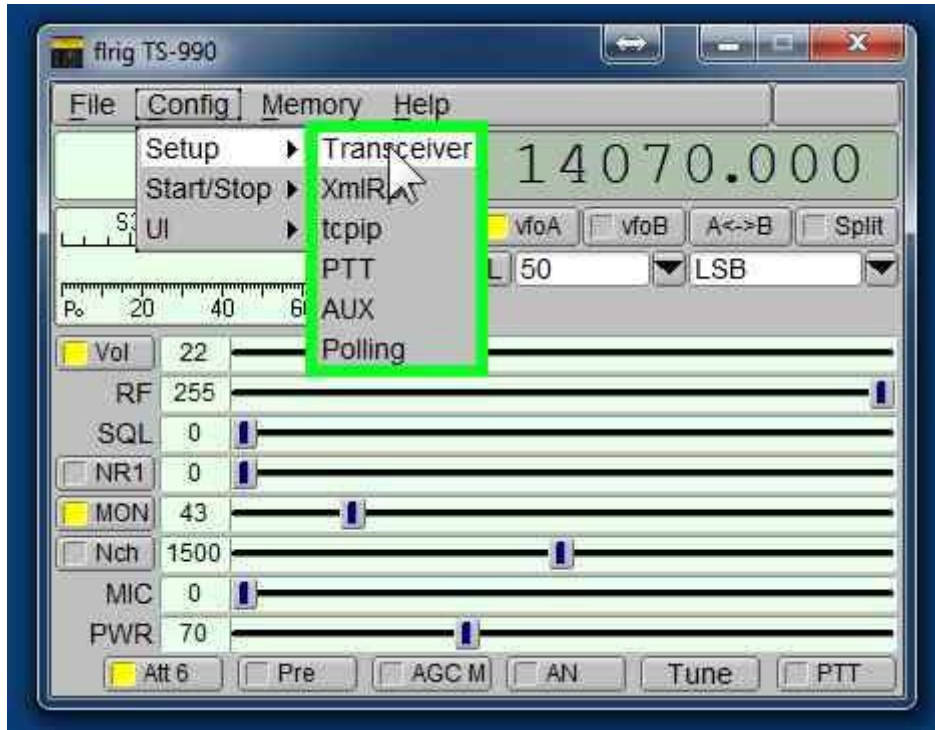 flrig TS-990
File Config Memory Help
Setup Transceiver 14070.000
Start/Stop
UI tcpip vfoA vfoB A<->B Split
PTT 50 LSB
Po 20 40 AUX
Vol 22 Polling
RF 255
SQL 0
NR1 0
MON 43
Nch 1500
MIC 0
PWR 70
Att 6 Pre AGC M AN Tune PTT